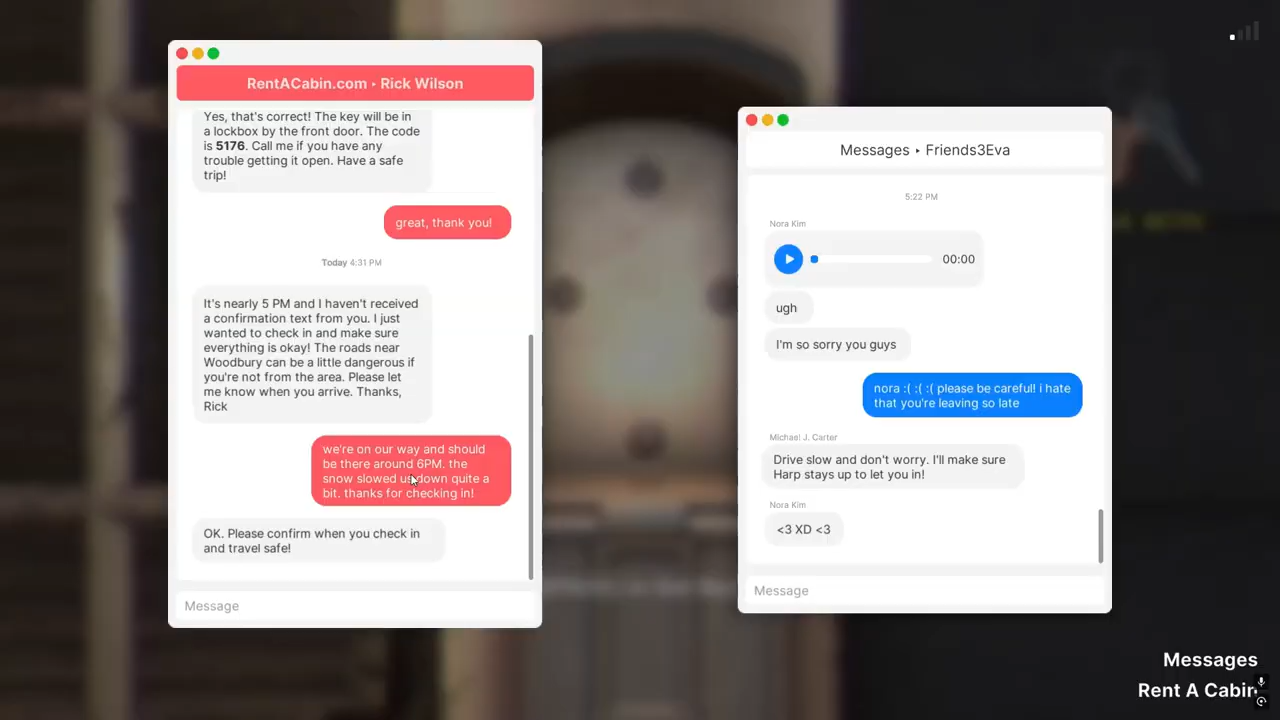 RentACabin.com ▸ Rick Wilson
Yes, that's correct! The key will be
in a lockbox by the front door. The code
is 5176. Call me if you have any
trouble getting it open. Have a safe
trip!
great, thank you!
Today 4:31 PM
It's nearly 5 PM and I haven't received
a confirmation text from you. I just
wanted to check in and make sure
everything is okay! The roads near
Woodbury can be a little dangerous if
you're not from the area. Please let
me know when you arrive. Thanks,
Rick
we're on our way and should
be there around 6PM. the
snow slowed us down quite a
bit. thanks for checking in!
OK. Please confirm when you check in
and travel safe!
Message
Messages ▸ Friends3Eva
5:22 PM
Nora Kim
00:00
ugh
I'm so sorry you guys
nora :( :( :( please be careful! i hate
that you're leaving so late
Michael J. Carter
Drive slow and don't worry. I'll make sure
Harp stays up to let you in!
Nora Kim
<3 XD <3
Message
Messages
Rent A Cabin